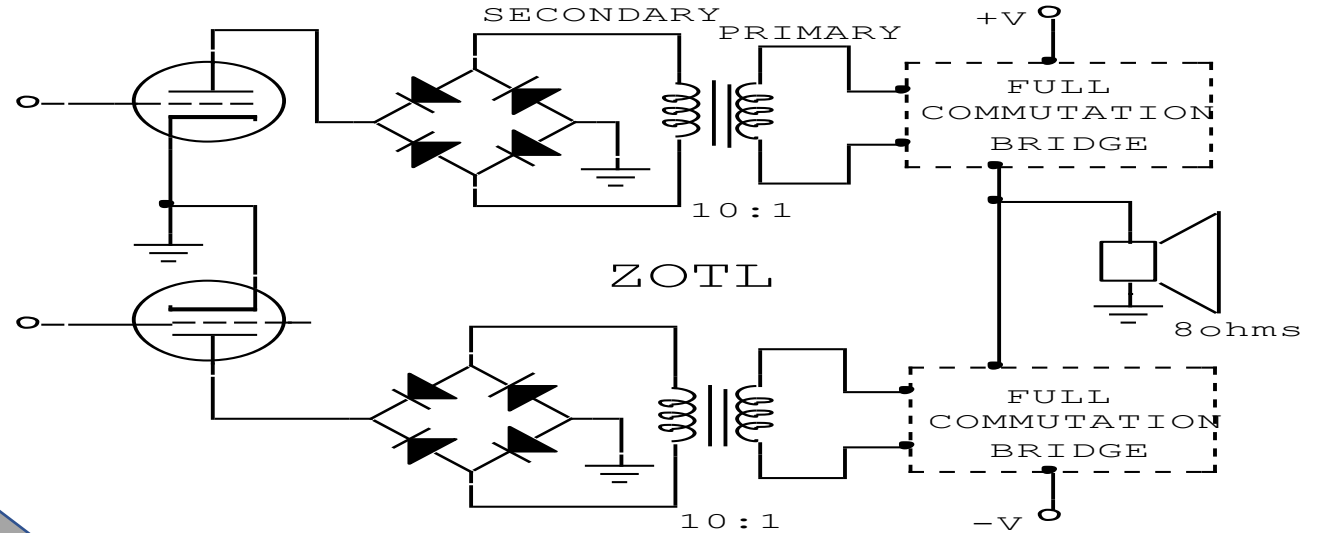 SECONDARY
PRIMARY
+V
FULL
COMMUTATION
BRIDGE
10:1
ZOTL
8ohms
FULL
COMMUTATION
BRIDGE
10:1
−V